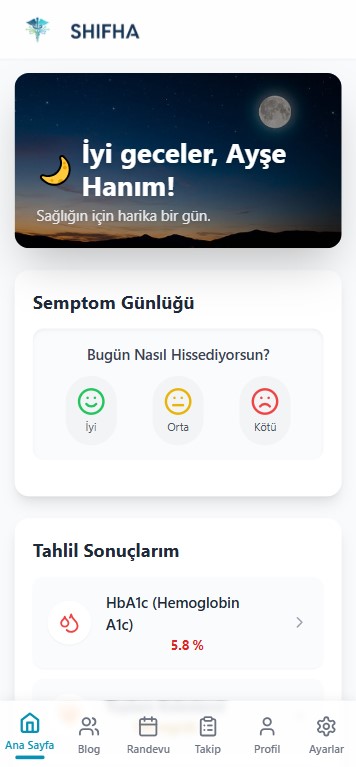 SHIFHA
İyi geceler, Ayşe
Hanım!
Sağlığın için harika bir gün.
Semptom Günlüğü
Bugün Nasıl Hissediyorsun?
İyi
Orta
Kötü
Tahlil Sonuçlarım
HbA1c (Hemoglobin
A1c)
5.8 %
Ana Sayfa
Blog
Randevu
Takip
Profil
Ayarlar